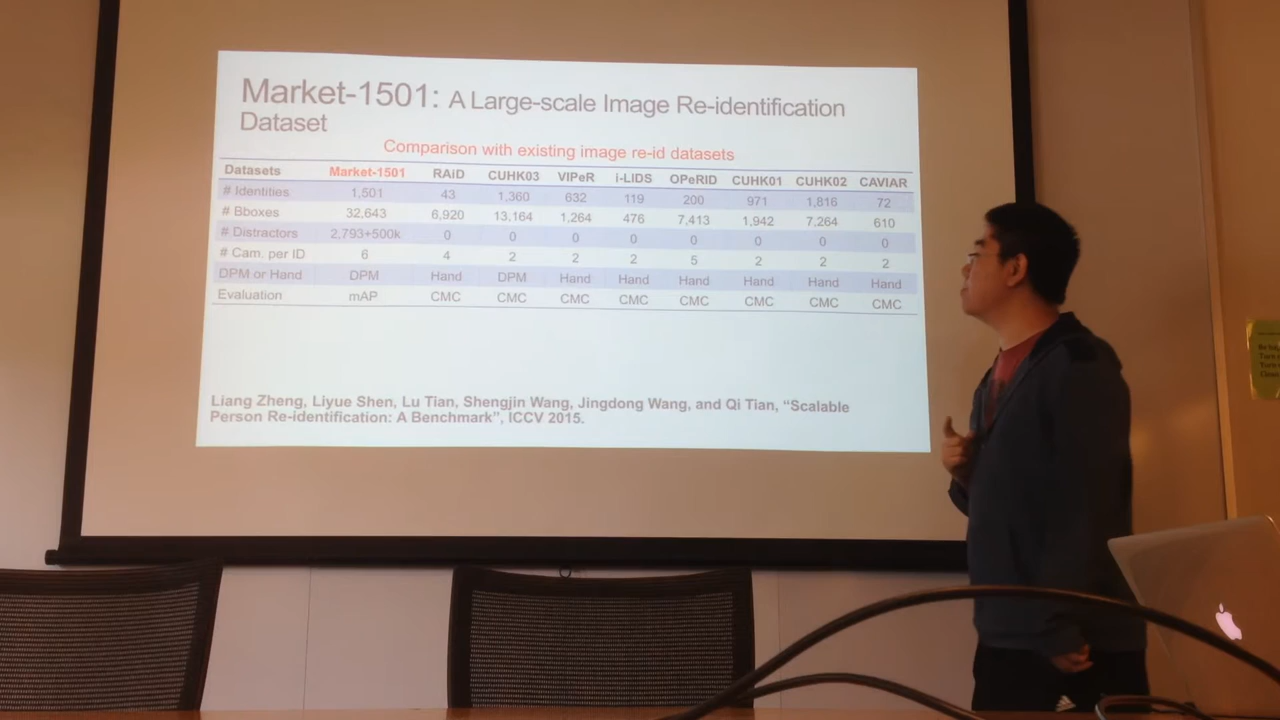 Market-1501: A Large-scale Image Re-identification
Dataset
Comparison with existing image re-id datasets
Datasets Market-1501 RAiD CUHK03 VIPeR i-LIDS OPeRID CUHK01 CUHK02 CAVIAR
# Identities 1,501 43 1,360 632 119 200 971 1,816 72
# Bboxes 32,643 6,920 13,164 1,264 476 7,413 1,942 7,264 610
# Distractors 2,793+500k 0 0 0 0 0 0 0 0
# Cam. per ID 6 4 2 2 2 5 2 2 2
DPM or Hand DPM Hand DPM Hand Hand Hand Hand Hand Hand
Evaluation mAP CMC CMC CMC CMC CMC CMC CMC CMC
Liang Zheng, Liyue Shen, Lu Tian, Shengjin Wang, Jingdong Wang, and Qi Tian, “Scalable
Person Re-identification: A Benchmark”, ICCV 2015.